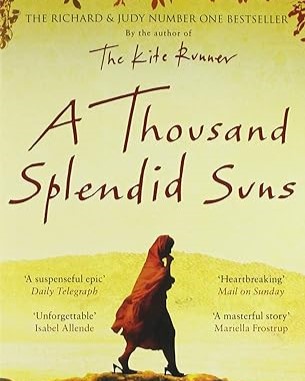 THE RICHARD & JUDY NUMBER ONE BESTSELLER
By the author of
The Kite Runner
A Thousand
Splendid Suns
‘A suspenseful epic’
Daily Telegraph
‘Unforgettable’
Isabel Allende
‘Heartbreaking’
Mail on Sunday
‘A masterful story’
Mariella Frostrup